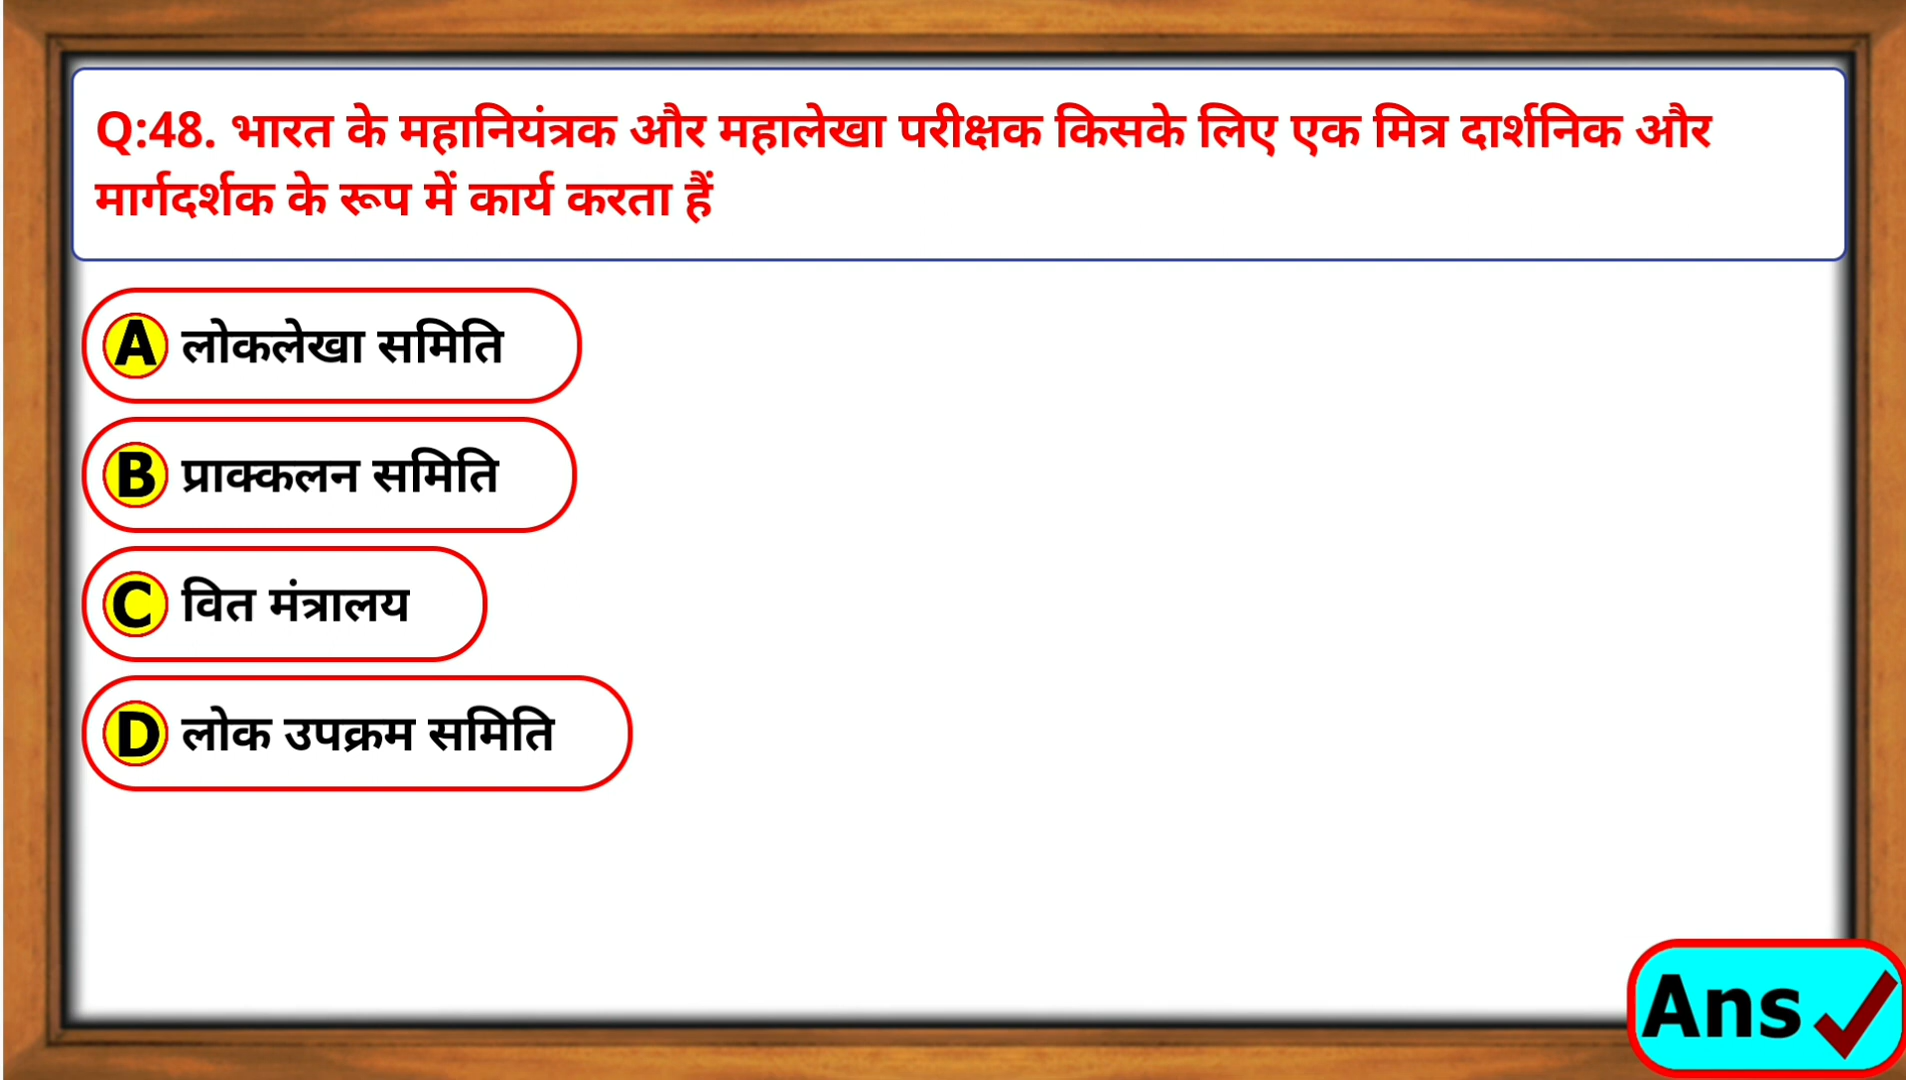 Q:48. भारत के महानियंत्रक और महालेखा परीक्षक किसके लिए एक मित्र दार्शनिक और
मार्गदर्शक के रूप में कार्य करता हैं
A लोकलेखा समिति
B प्राक्कलन समिति
C वित मंत्रालय
D लोक उपक्रम समिति
Ans